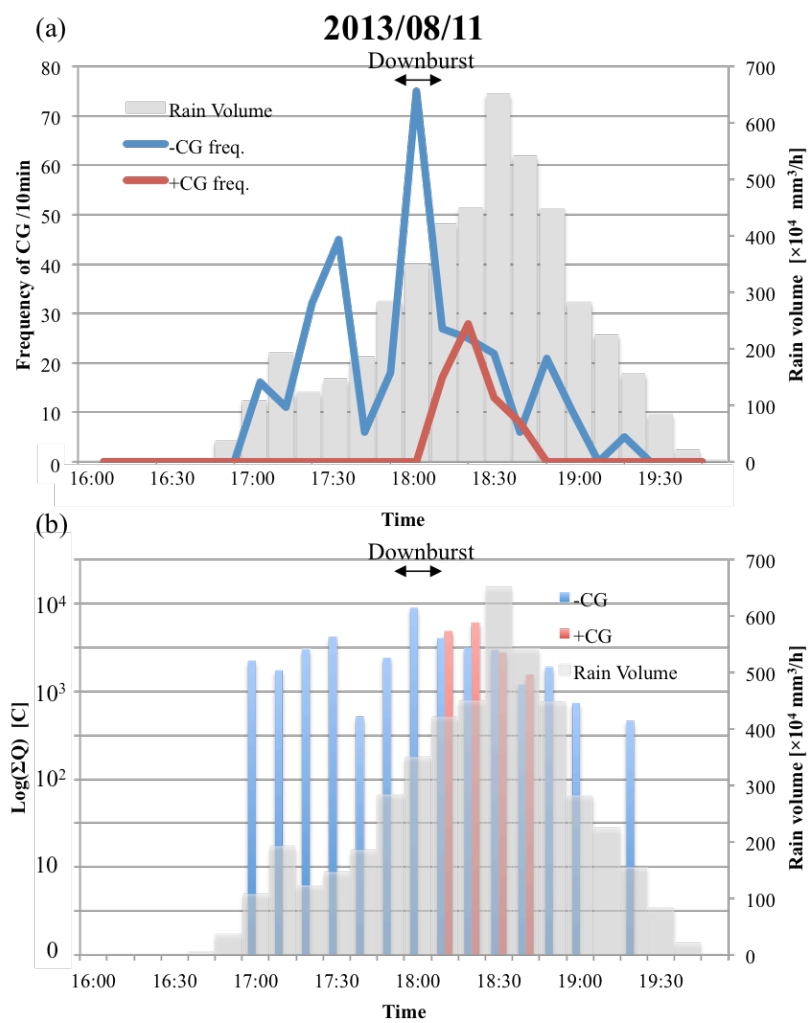 (a)
2013/08/11
Downburst
80
70
60
50
40
30
20
10
0
Frequency of CG /10min
Rain Volume
-CG freq.
+CG freq.
700
600
500
400
300
200
100
0
Rain volume [×10⁴ mm³/h]
16:00 16:30 17:00 17:30 18:00 18:30 19:00 19:30
Time
(b)
Downburst
10⁴
10³
10²
10
0
Log(ΣQ) [C]
-CG
+CG
Rain Volume
700
600
500
400
300
200
100
0
Rain volume [×10⁴ mm³/h]
16:00 16:30 17:00 17:30 18:00 18:30 19:00 19:30
Time